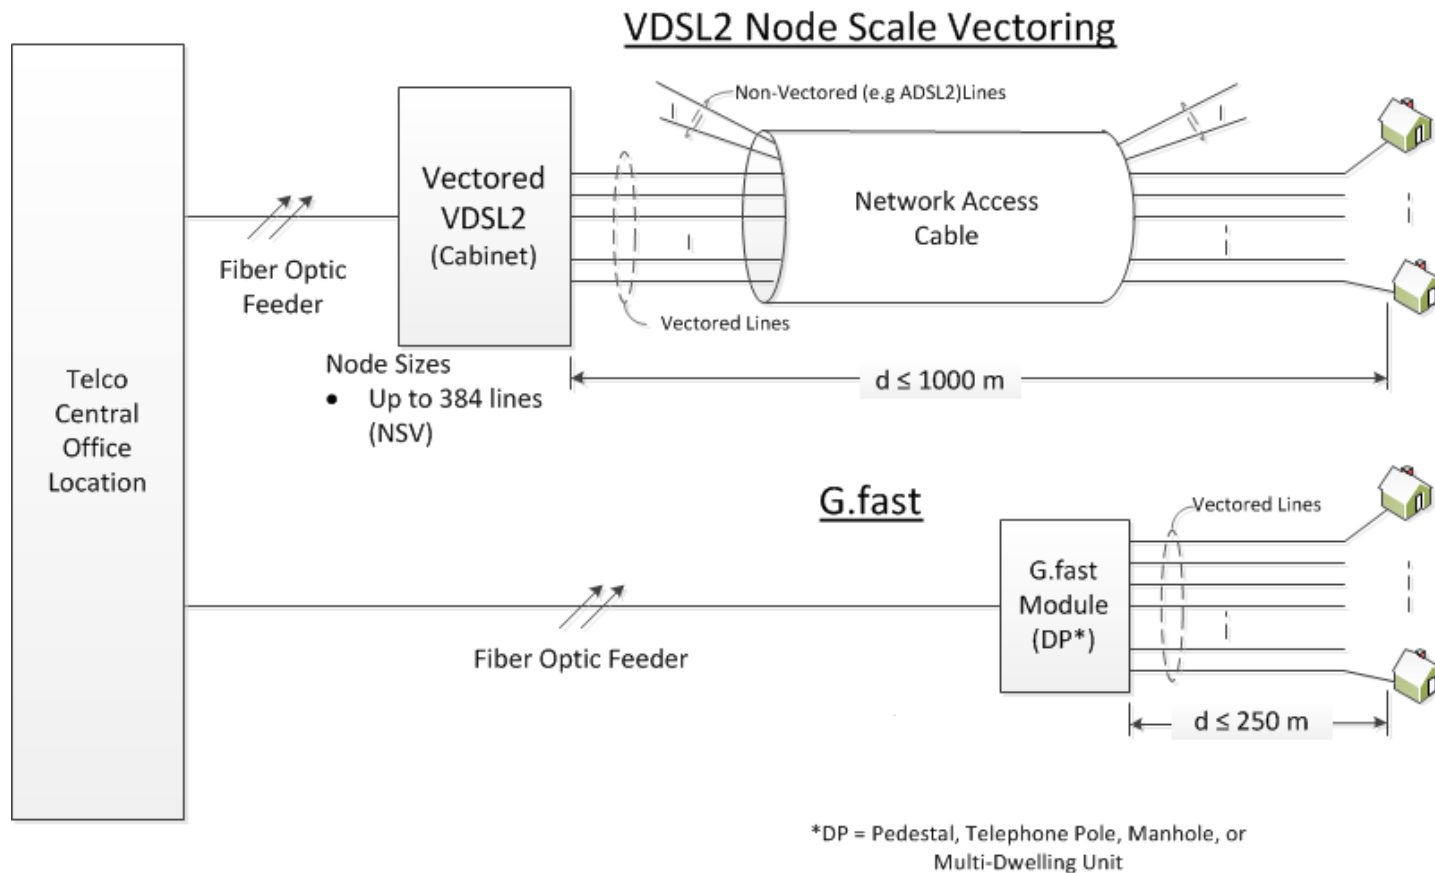 VDSL2 Node Scale Vectoring
Non-Vectored (e.g ADSL2)Lines
Vectored
VDSL2
(Cabinet)
Network Access
Cable
Fiber Optic
Feeder
Vectored Lines
Node Sizes
• Up to 384 lines
(NSV)
d ≤ 1000 m
Telco
Central
Office
Location
G.fast
Vectored Lines
G.fast
Module
(DP*)
Fiber Optic Feeder
d ≤ 250 m
*DP = Pedestal, Telephone Pole, Manhole, or
Multi-Dwelling Unit